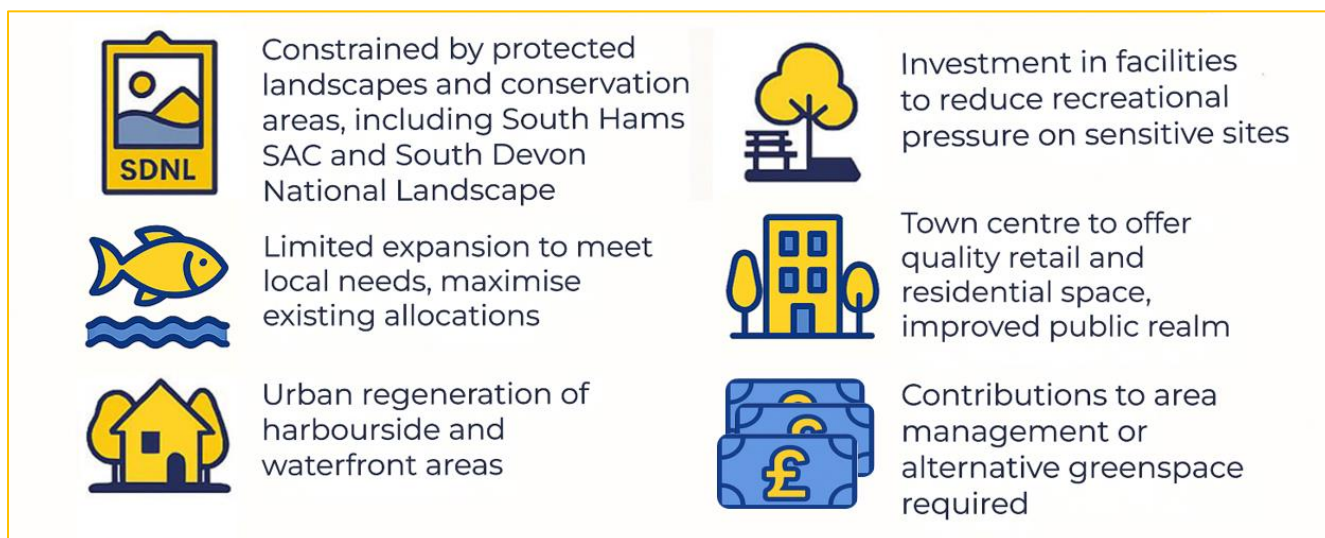 SDNL
Constrained by protected
landscapes and conservation
areas, including South Hams
SAC and South Devon
National Landscape
Limited expansion to meet
local needs, maximise
existing allocations
Urban regeneration of
harbourside and
waterfront areas
Investment in facilities
to reduce recreational
pressure on sensitive sites
Town centre to offer
quality retail and
residential space,
improved public realm
£
Contributions to area
management or
alternative greenspace
required